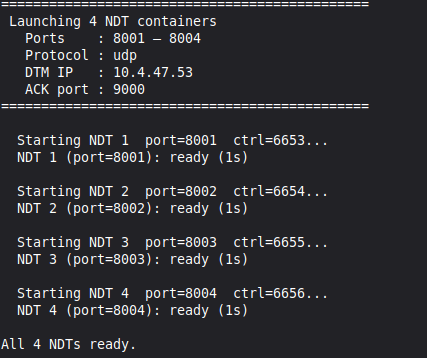 ==============================================
Launching 4 NDT containers
Ports : 8001 – 8004
Protocol : udp
DTM IP : 10.4.47.53
ACK port : 9000
==============================================
Starting NDT 1 port=8001 ctrl=6653...
NDT 1 (port=8001): ready (1s)
Starting NDT 2 port=8002 ctrl=6654...
NDT 2 (port=8002): ready (1s)
Starting NDT 3 port=8003 ctrl=6655...
NDT 3 (port=8003): ready (1s)
Starting NDT 4 port=8004 ctrl=6656...
NDT 4 (port=8004): ready (1s)
All 4 NDTs ready.